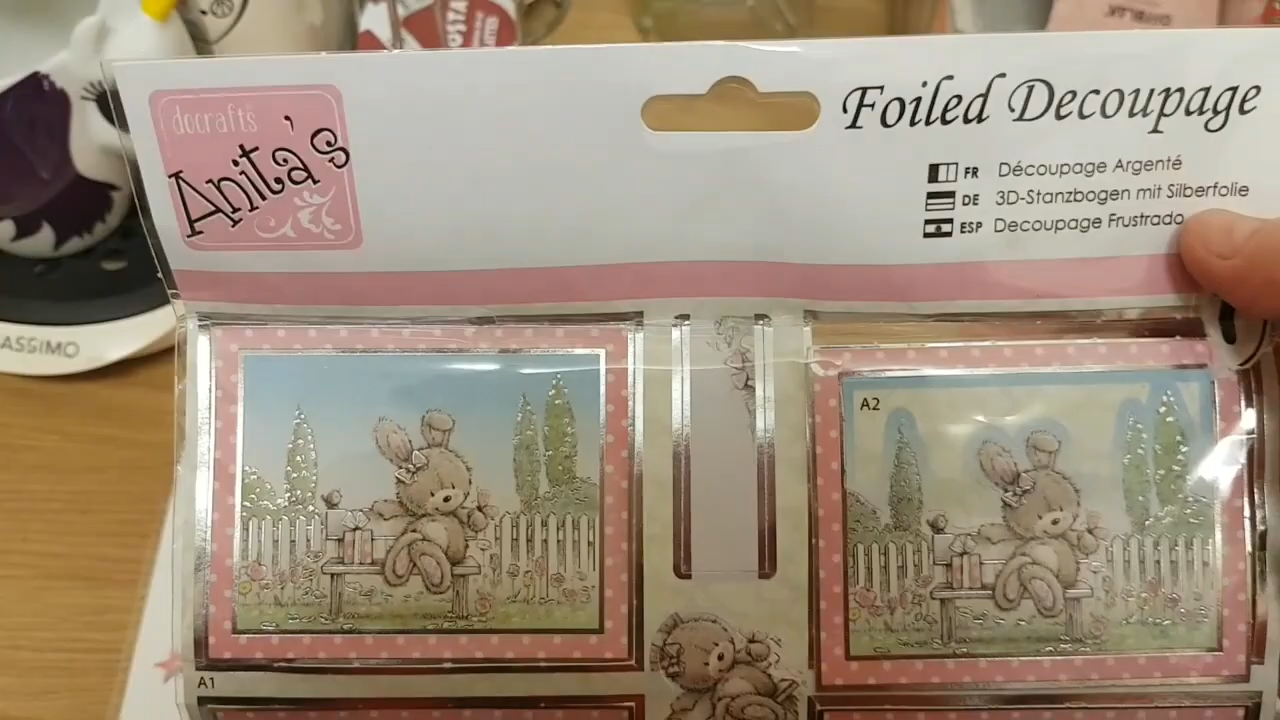 docrafts
Anita's
Foiled Decoupage
FR Découpage Argenté
DE 3D-Stanzbogen mit Silberfolie
ESP Decoupage Frustrado
A2
A1
ASSIMO